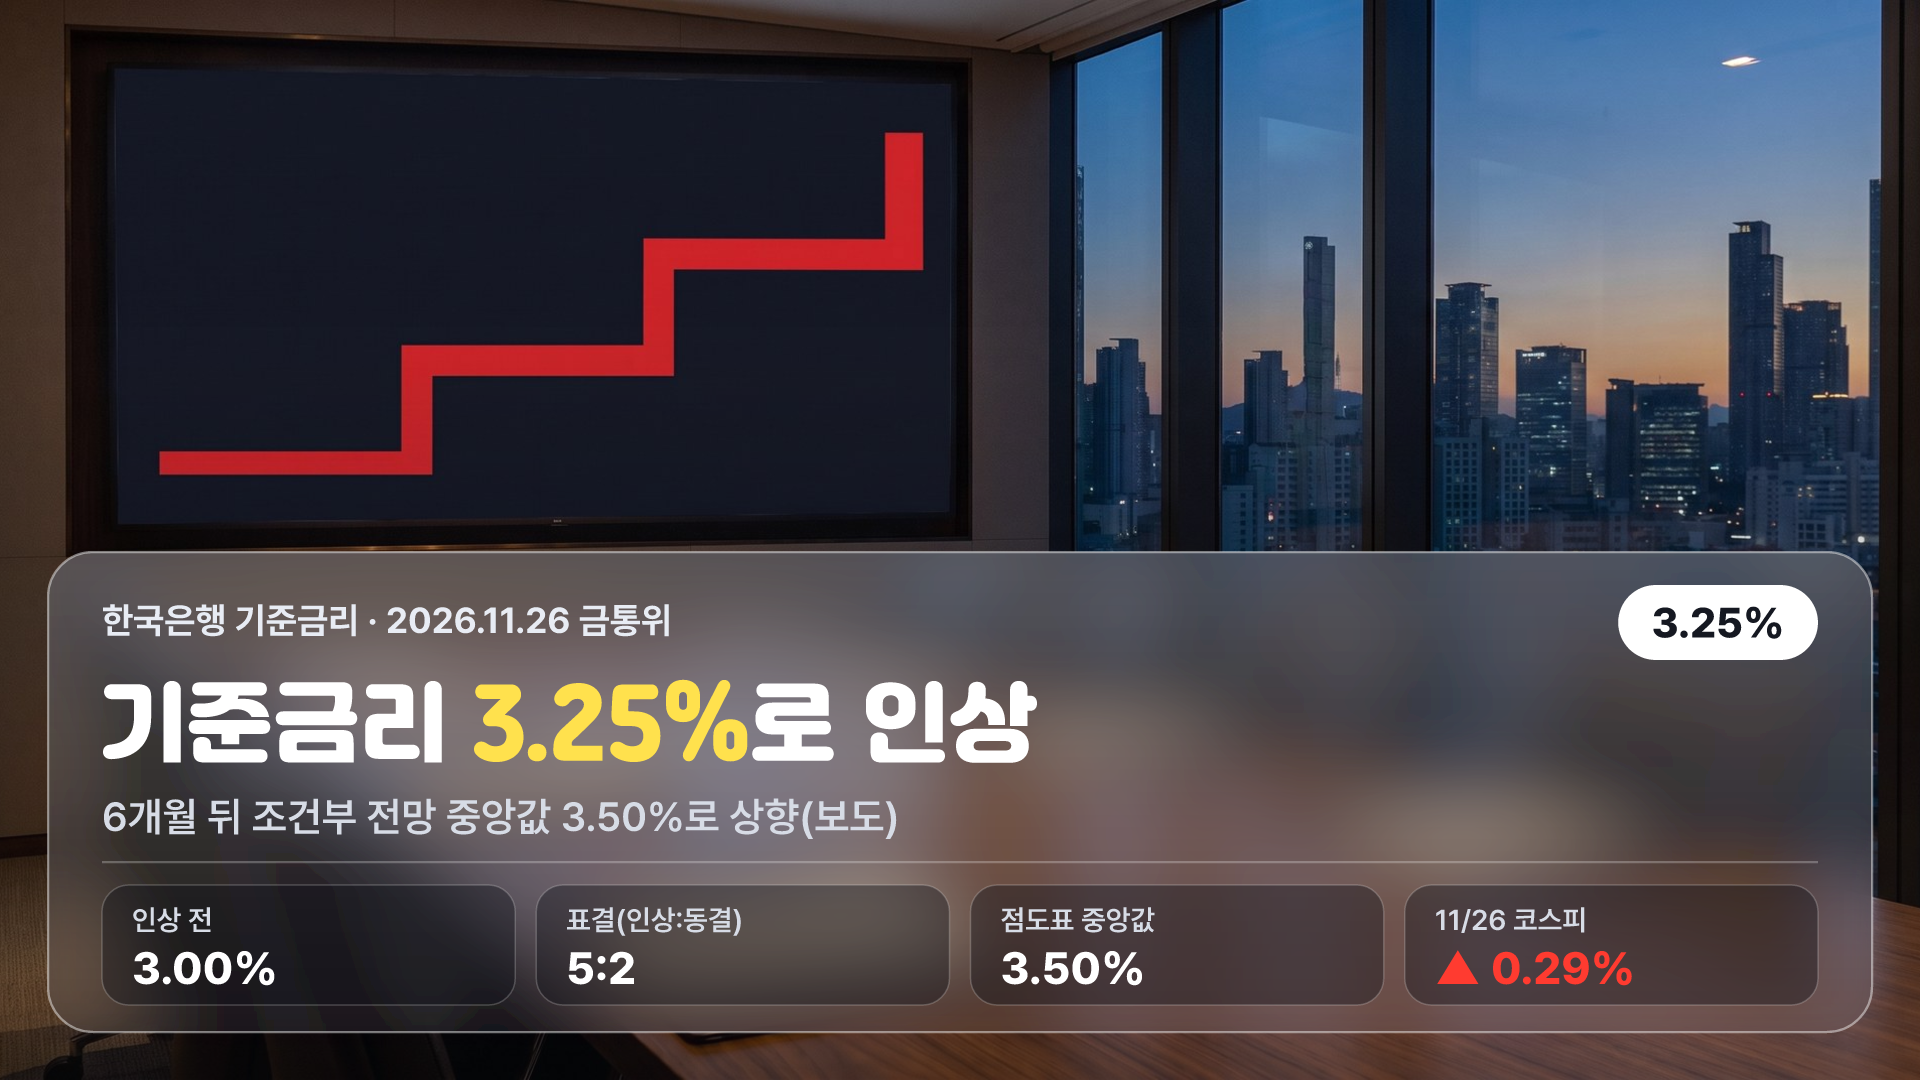 한국은행 기준금리 · 2026.11.26 금통위
3.25%
기준금리 3.25%로 인상
6개월 뒤 조건부 전망 중앙값 3.50%로 상향(보도)
인상 전
3.00%
표결(인상:동결)
5:2
점도표 중앙값
3.50%
11/26 코스피
▲ 0.29%